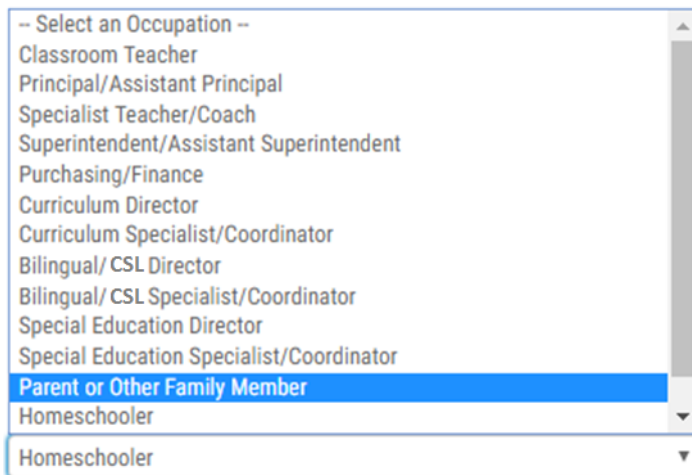 -- Select an Occupation --
Classroom Teacher
Principal/Assistant Principal
Specialist Teacher/Coach
Superintendent/Assistant Superintendent
Purchasing/Finance
Curriculum Director
Curriculum Specialist/Coordinator
Bilingual/ CSL Director
Bilingual/ CSL Specialist/Coordinator
Special Education Director
Special Education Specialist/Coordinator
Parent or Other Family Member
Homeschooler
Homeschooler